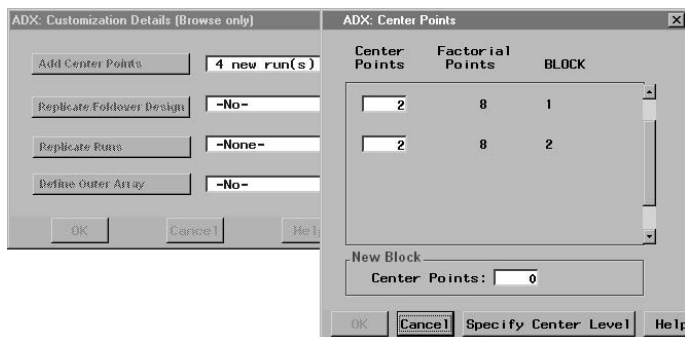 ADX: Customization Details (Browse only)
Add Center Points
4 new run(s)
Replicate/Foldover Design
-No-
Replicate Runs
-None-
Define Outer Array
-No-
OK
Cancel
Help
ADX: Center Points
Center Points
Factorial Points
BLOCK
2 8 1
2 8 2
New Block
Center Points: 0
OK
Cancel
Specify Center Level
Help